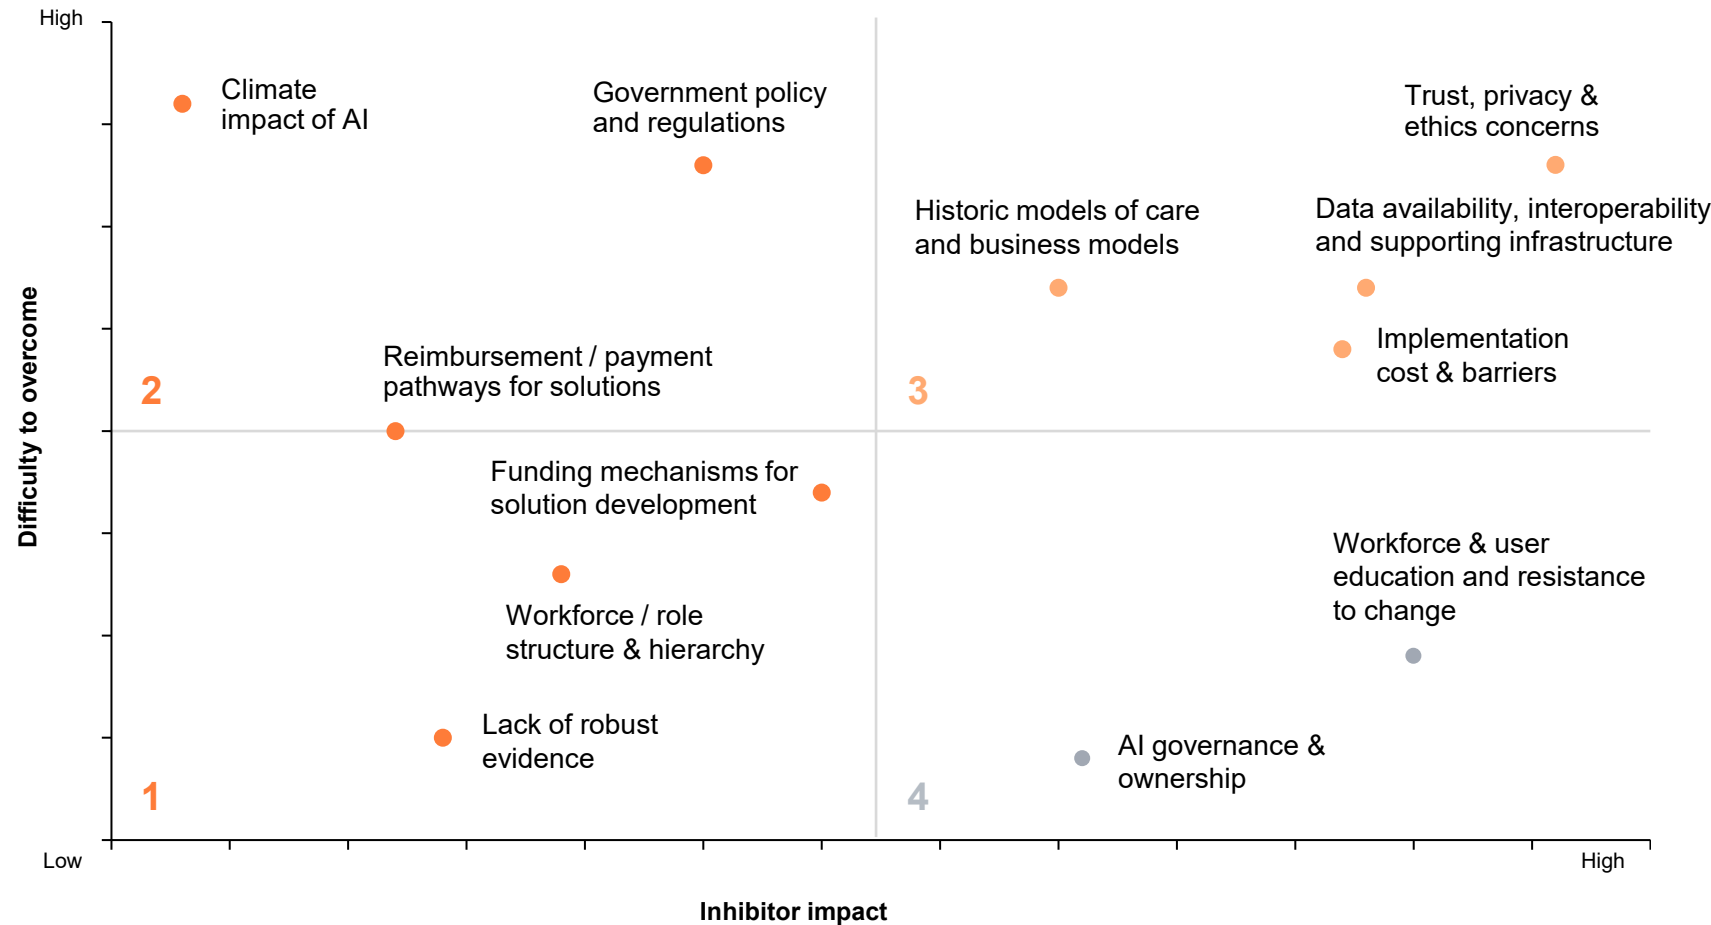 High
Climate
impact of AI
Government policy
and regulations
Trust, privacy &
ethics concerns
Historic models of care
and business models
Data availability, interoperability
and supporting infrastructure
Implementation
cost & barriers
Reimbursement / payment
pathways for solutions
2
3
Difficulty to overcome
Funding mechanisms for
solution development
Workforce / role
structure & hierarchy
Workforce & user
education and resistance
to change
Lack of robust
evidence
AI governance &
ownership
1
4
Low
High
Inhibitor impact